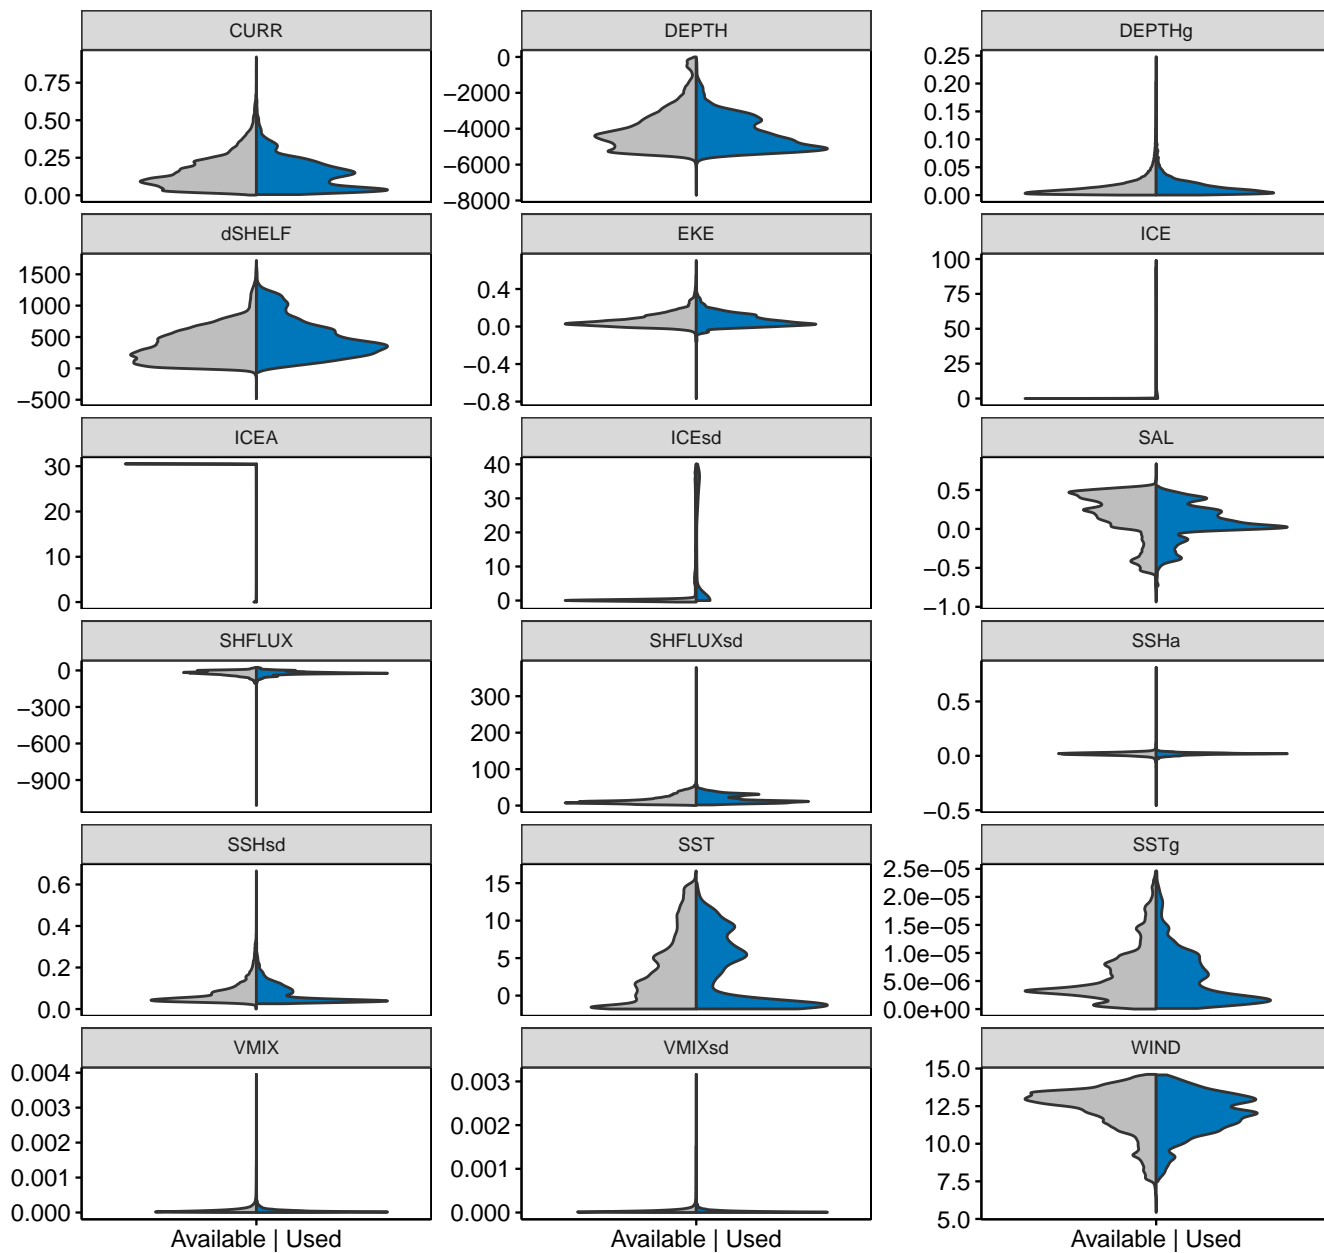 CURR
DEPTH
DEPTHg
0.75
0.50
0.25
0.00
0
−2000
−4000
−6000
−8000
0.25
0.20
0.15
0.10
0.05
0.00
dSHELF
EKE
ICE
1500
1000
500
0
−500
0.4
0.0
−0.4
−0.8
100
75
50
25
0
ICEA
ICEsd
SAL
30
20
10
0
40
30
20
10
0
0.5
0.0
−0.5
−1.0
SHFLUX
SHFLUXsd
SSHa
0
−300
−600
−900
300
200
100
0
0.5
0.0
−0.5
SSHsd
SST
SSTg
0.6
0.4
0.2
0.0
15
10
5
0
2.5e−05
2.0e−05
1.5e−05
1.0e−05
5.0e−06
0.0e+00
VMIX
VMIXsd
WIND
0.004
0.003
0.002
0.001
0.000
0.003
0.002
0.001
0.000
15.0
12.5
10.0
7.5
5.0
Available | Used
Available | Used
Available | Used